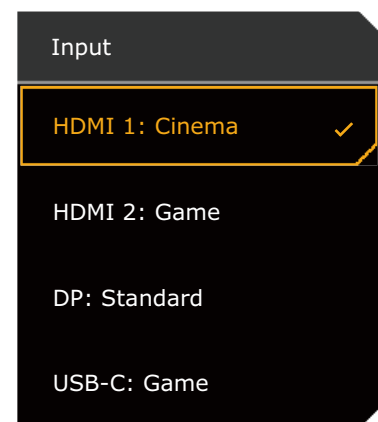 Input
HDMI 1: Cinema
HDMI 2: Game
DP: Standard
USB-C: Game